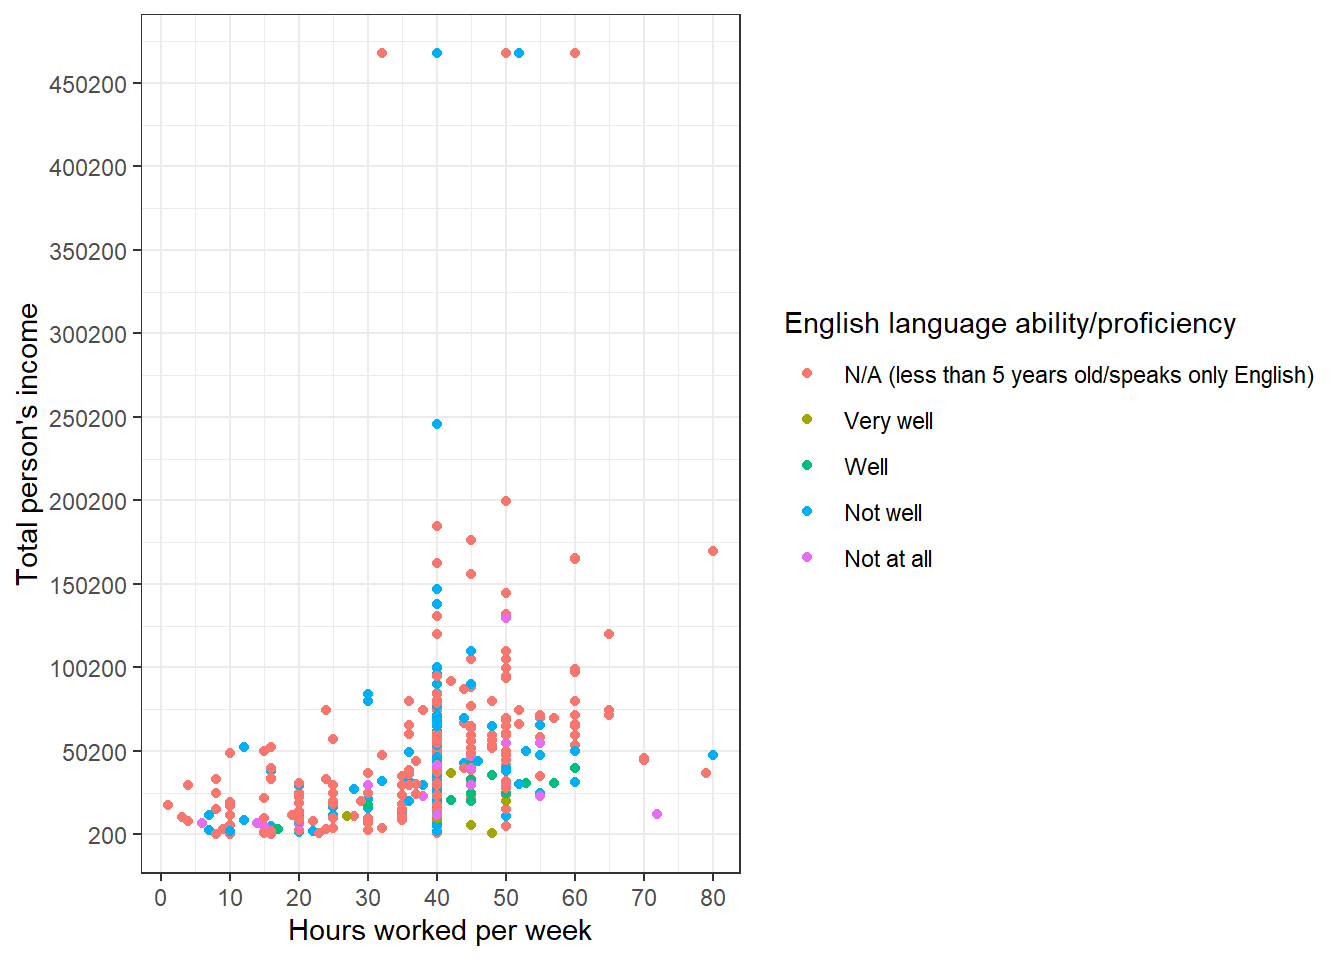 450200
400200
350200
300200
250200
200200
150200
100200
50200
200
Total person's income
0 10 20 30 40 50 60 70 80
Hours worked per week
English language ability/proficiency
N/A (less than 5 years old/speaks only English)
Very well
Well
Not well
Not at all